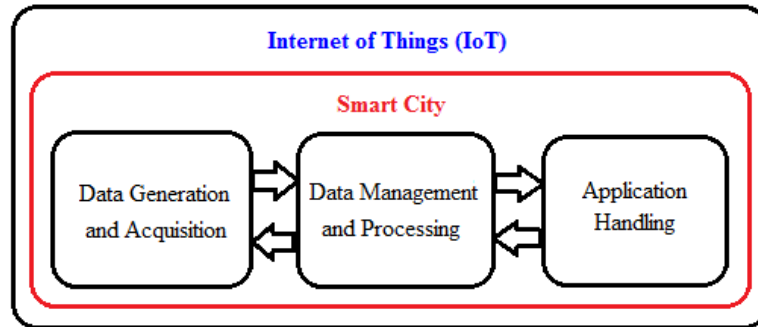 Internet of Things (IoT)
Smart City
Data Generation
and Acquisition
Data Management
and Processing
Application
Handling